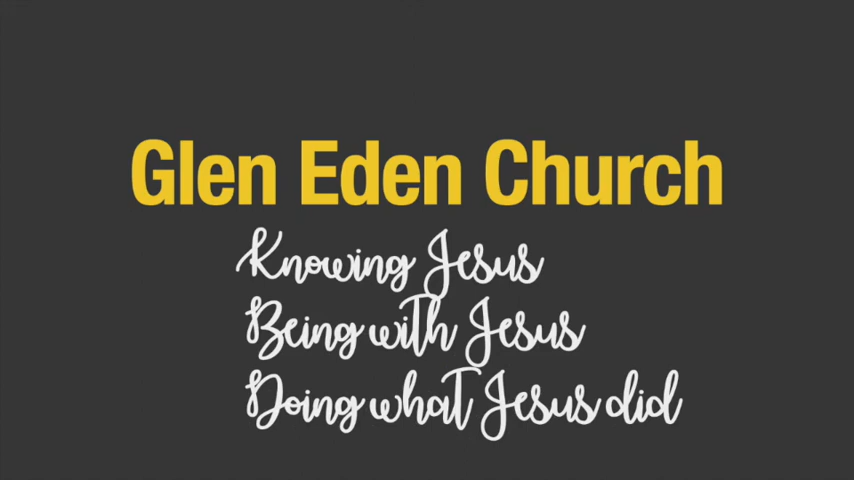 Glen Eden Church
Knowing Jesus
Being with Jesus
Doing what Jesus did